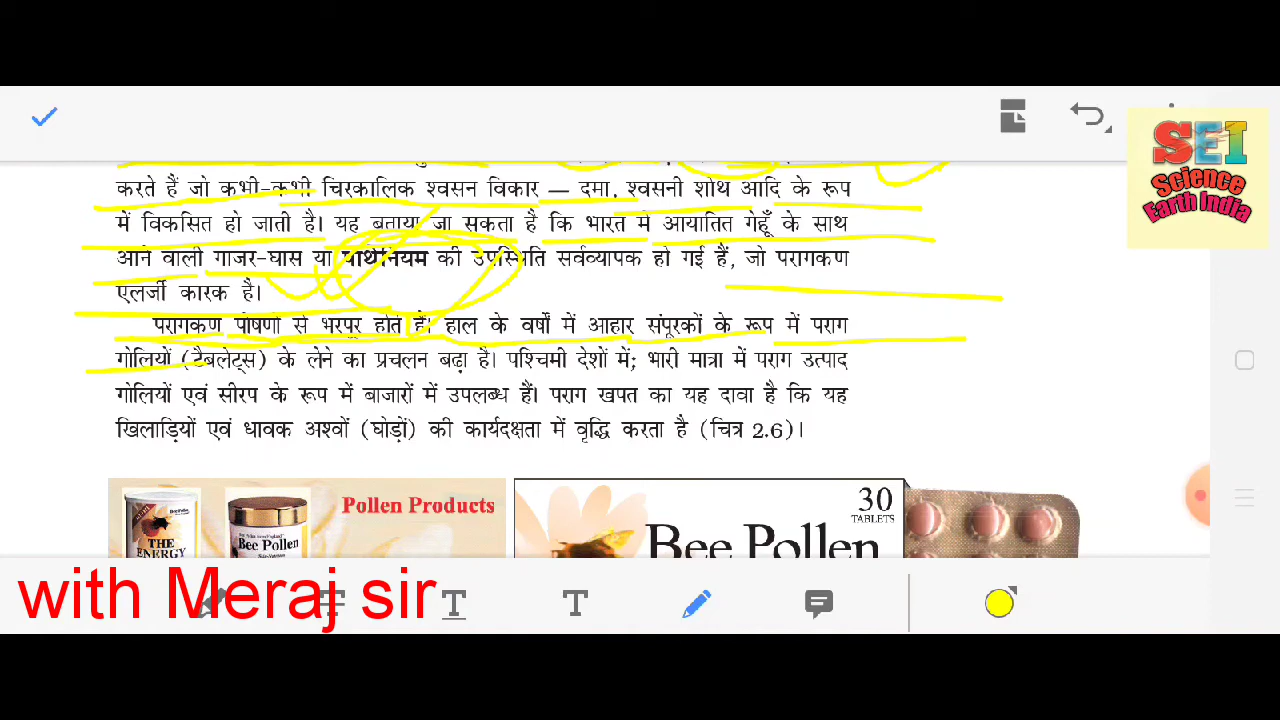 SEI
Science
Earth India
करते हैं जो कभी-कभी चिरकालिक श्वसन विकार — दमा, श्वसनी शोथ आदि के रूप
में विकसित हो जाती है। यह बताया जा सकता है कि भारत में आयातित गेहूँ के साथ
आने वाली गाजर-घास या पार्थेनियम की उपस्थिति सर्वव्यापक हो गई हैं, जो परागकण
एलर्जी कारक है।
परागकण पोषणों से भरपूर होते हैं। हाल के वर्षों में आहार संपूरकों के रूप में पराग
गोलियों (टैबलेट्स) के लेने का प्रचलन बढ़ा है। पश्चिमी देशों में; भारी मात्रा में पराग उत्पाद
गोलियों एवं सीरप के रूप में बाजारों में उपलब्ध हैं। पराग खपत का यह दावा है कि यह
खिलाड़ियों एवं धावक अश्वों (घोड़ों) की कार्यदक्षता में वृद्धि करता है (चित्र 2.6)।
Pollen Products
THE
ENERGY
Bee Pollen
30
TABLETS
Bee Pollen
with Meraj sir